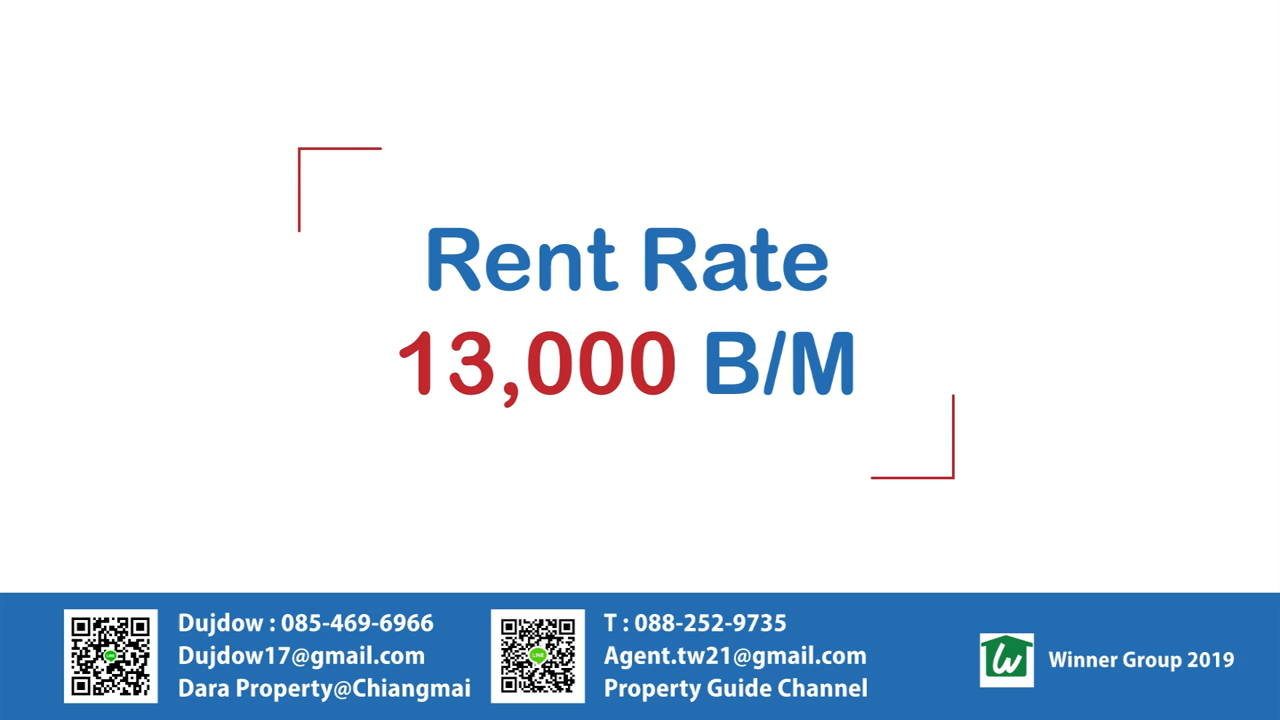 Rent Rate
13,000 B/M
Dujdow : 085-469-6966
Dujdow17@gmail.com
Dara Property@Chiangmai
T : 088-252-9735
Agent.tw21@gmail.com
Property Guide Channel
W
Winner Group 2019